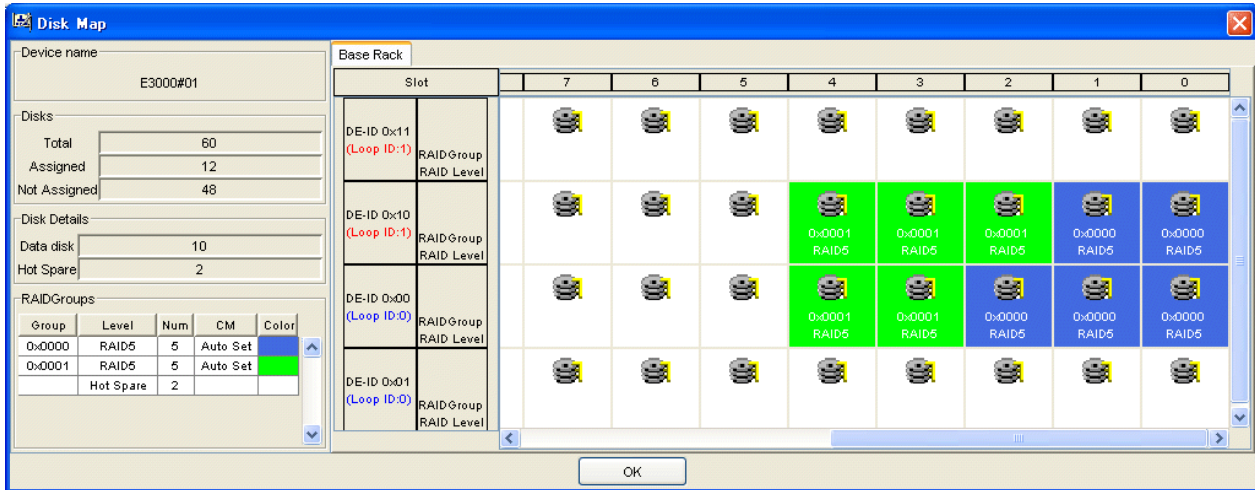 Disk Map
Device name
E3000#01
Disks
Total 60
Assigned 12
Not Assigned 48
Disk Details
Data disk 10
Hot Spare 2
RAIDGroups
Group Level Num CM Color
0x0000 RAID5 5 Auto Set
0x0001 RAID5 5 Auto Set
Hot Spare 2
Base Rack
Slot 7 6 5 4 3 2 1 0
DE-ID 0x11
(Loop ID:1)
RAIDGroup
RAID Level
DE-ID 0x10
(Loop ID:1)
RAIDGroup 0x0001 0x0001 0x0001 0x0000 0x0000
RAID Level RAID5 RAID5 RAID5 RAID5 RAID5
DE-ID 0x00
(Loop ID:0)
RAIDGroup 0x0001 0x0001 0x0000 0x0000 0x0000
RAID Level RAID5 RAID5 RAID5 RAID5 RAID5
DE-ID 0x01
(Loop ID:0)
RAIDGroup
RAID Level
OK